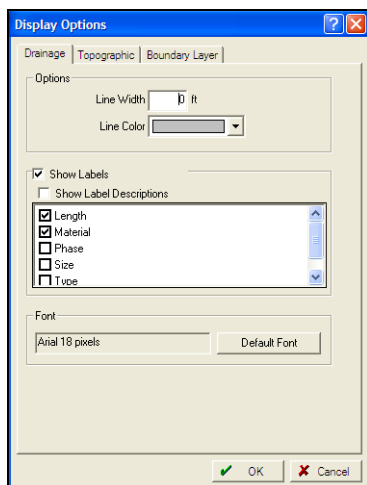 Display Options
Drainage Topographic Boundary Layer
Options
Line Width 0 ft
Line Color
Show Labels
Show Label Descriptions
Length
Material
Phase
Size
Type
Font
Arial 18 pixels Default Font
OK Cancel